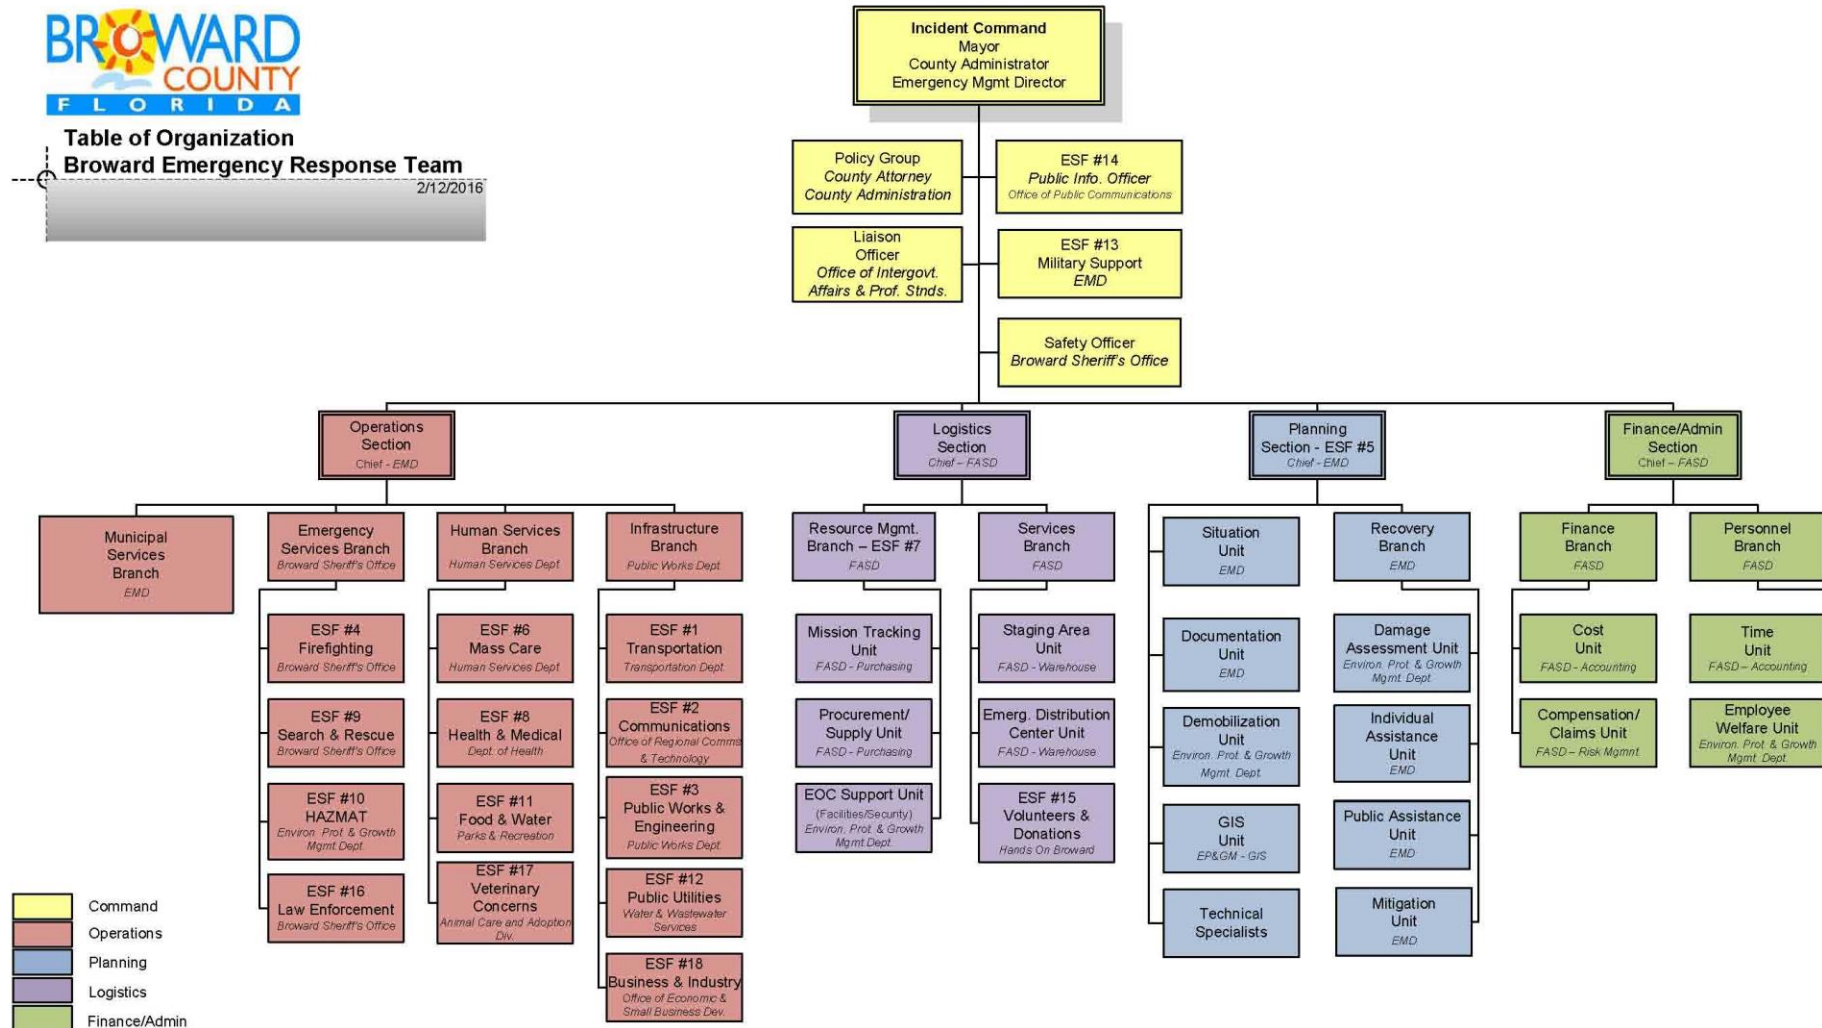 BROWARD
COUNTY
FLORIDA
Table of Organization
Broward Emergency Response Team
2/12/2016
Incident Command
Mayor
County Administrator
Emergency Mgmt Director
Policy Group
County Attorney
County Administration
ESF #14
Public Info. Officer
Office of Public Communications
Liaison
Officer
Office of Intergovt.
Affairs & Prof. Stnds.
ESF #13
Military Support
EMD
Safety Officer
Broward Sheriff's Office
Operations
Section
Chief - EMD
Logistics
Section
Chief – FASD
Planning
Section - ESF #5
Chief - EMD
Finance/Admin
Section
Chief – FASD
Municipal
Services
Branch
EMD
Emergency
Services Branch
Broward Sheriff's Office
Human Services
Branch
Human Services Dept.
Infrastructure
Branch
Public Works Dept.
Resource Mgmt.
Branch – ESF #7
FASD
Services
Branch
FASD
Situation
Unit
EMD
Recovery
Branch
EMD
Finance
Branch
FASD
Personnel
Branch
FASD
ESF #4
Firefighting
Broward Sheriff's Office
ESF #6
Mass Care
Human Services Dept.
ESF #1
Transportation
Transportation Dept.
Mission Tracking
Unit
FASD - Purchasing
Staging Area
Unit
FASD - Warehouse
Documentation
Unit
EMD
Damage
Assessment Unit
Environ. Prot. & Growth
Mgmt. Dept.
Cost
Unit
FASD – Accounting
Time
Unit
FASD – Accounting
ESF #9
Search & Rescue
Broward Sheriff's Office
ESF #8
Health & Medical
Dept. of Health
ESF #2
Communications
Office of Regional Comms
& Technology
Procurement/
Supply Unit
FASD - Purchasing
Emerg. Distribution
Center Unit
FASD - Warehouse
Demobilization
Unit
Environ. Prot. & Growth
Mgmt. Dept.
Individual
Assistance
Unit
EMD
Compensation/
Claims Unit
FASD – Risk Mgmnt.
Employee
Welfare Unit
Environ. Prot. & Growth
Mgmt. Dept.
ESF #10
HAZMAT
Environ. Prot. & Growth
Mgmt Dept.
ESF #11
Food & Water
Parks & Recreation
ESF #3
Public Works &
Engineering
Public Works Dept.
EOC Support Unit
(Facilities/Security)
Environ. Prot. & Growth
Mgmt Dept.
ESF #15
Volunteers &
Donations
Hands On Broward
GIS
Unit
EP&GM - GIS
Public Assistance
Unit
EMD
ESF #16
Law Enforcement
Broward Sheriff's Office
ESF #17
Veterinary
Concerns
Animal Care and Adoption
Div.
ESF #12
Public Utilities
Water & Wastewater
Services
Technical
Specialists
Mitigation
Unit
EMD
ESF #18
Business & Industry
Office of Economic &
Small Business Dev.
Command
Operations
Planning
Logistics
Finance/Admin